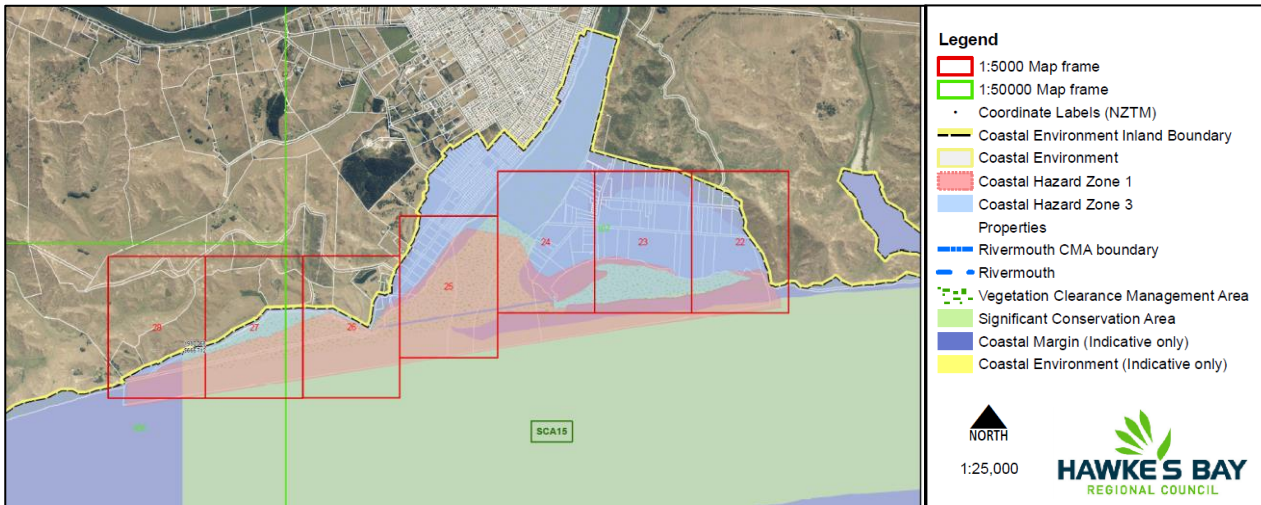 24
23
22
25
28
27
26
SCA15
Legend
1:5000 Map frame
1:50000 Map frame
Coordinate Labels (NZTM)
Coastal Environment Inland Boundary
Coastal Environment
Coastal Hazard Zone 1
Coastal Hazard Zone 3
Properties
Rivermouth CMA boundary
Rivermouth
Vegetation Clearance Management Area
Significant Conservation Area
Coastal Margin (Indicative only)
Coastal Environment (Indicative only)
NORTH
1:25,000
HAWKE'S BAY
REGIONAL COUNCIL